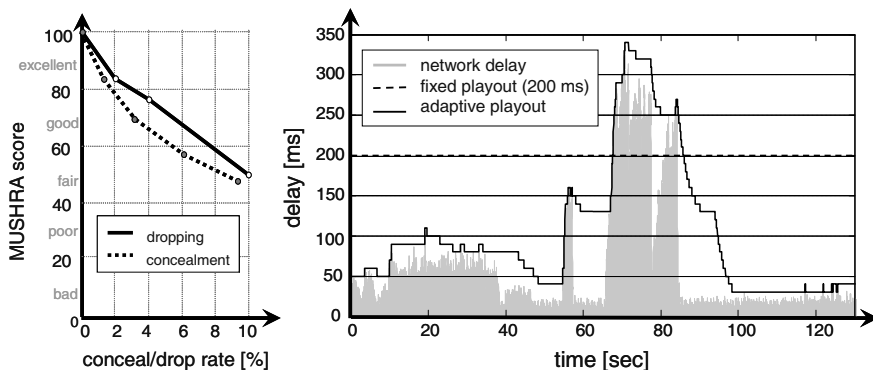 MUSHRA score
100
80
60
40
20
0
excellent
good
fair
poor
bad
dropping
concealment
0
2
4
6
8
10
conceal/drop rate [%]
delay [ms]
350
300
250
200
150
100
50
0
network delay
fixed playout (200 ms)
adaptive playout
0
20
40
60
80
100
120
time [sec]